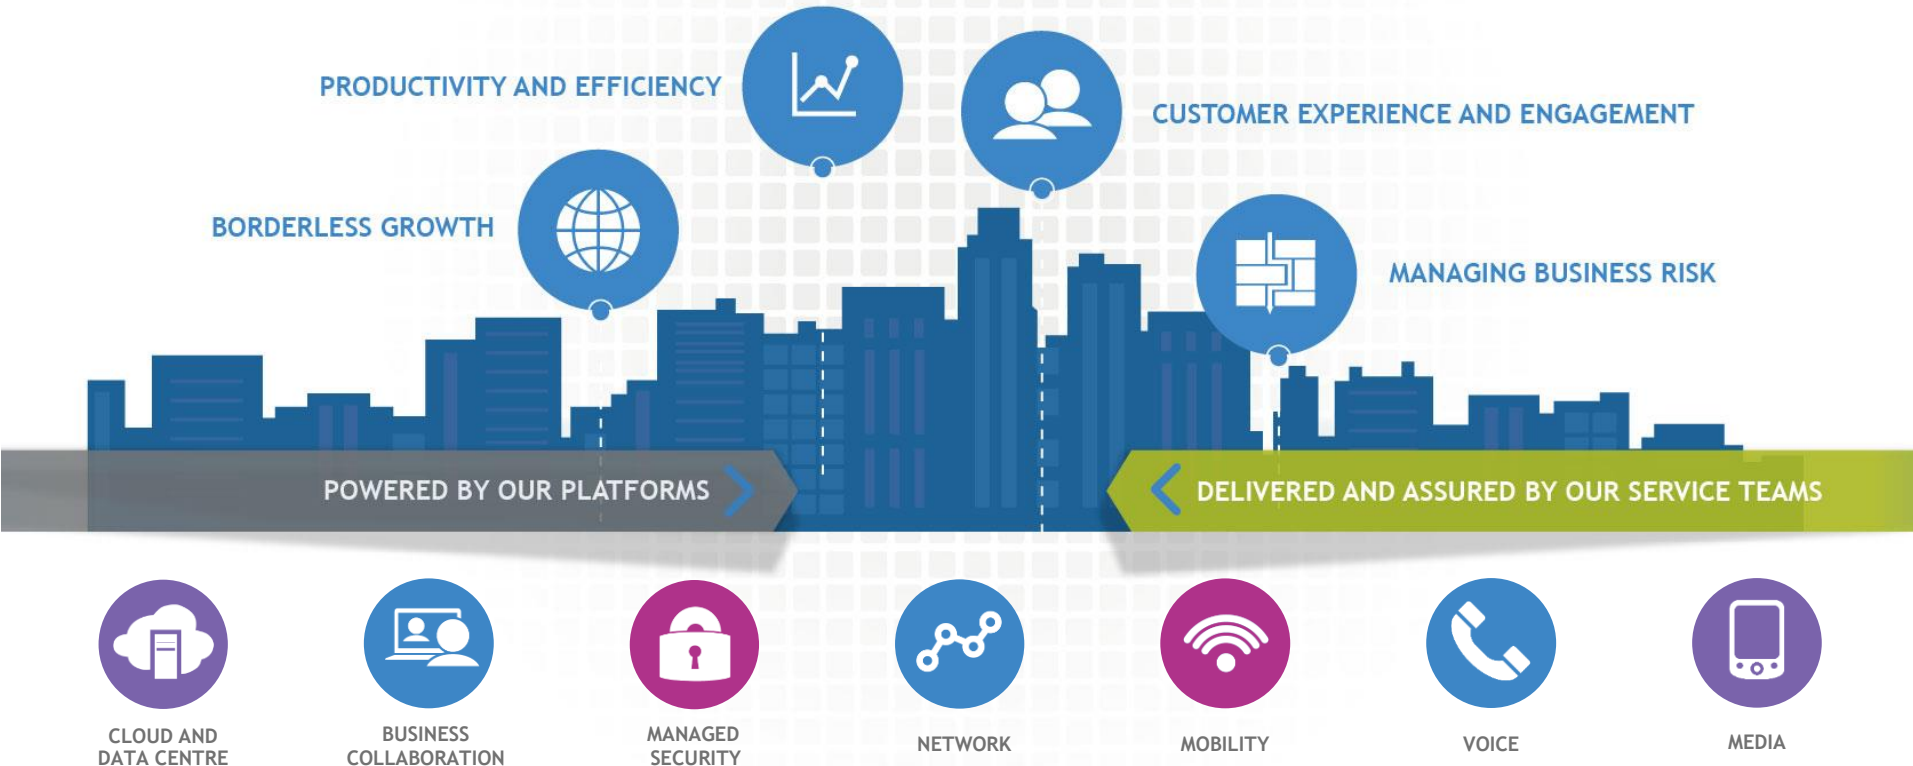 PRODUCTIVITY AND EFFICIENCY
CUSTOMER EXPERIENCE AND ENGAGEMENT
BORDERLESS GROWTH
MANAGING BUSINESS RISK
POWERED BY OUR PLATFORMS
DELIVERED AND ASSURED BY OUR SERVICE TEAMS
CLOUD AND
DATA CENTRE
BUSINESS
COLLABORATION
MANAGED
SECURITY
NETWORK
MOBILITY
VOICE
MEDIA